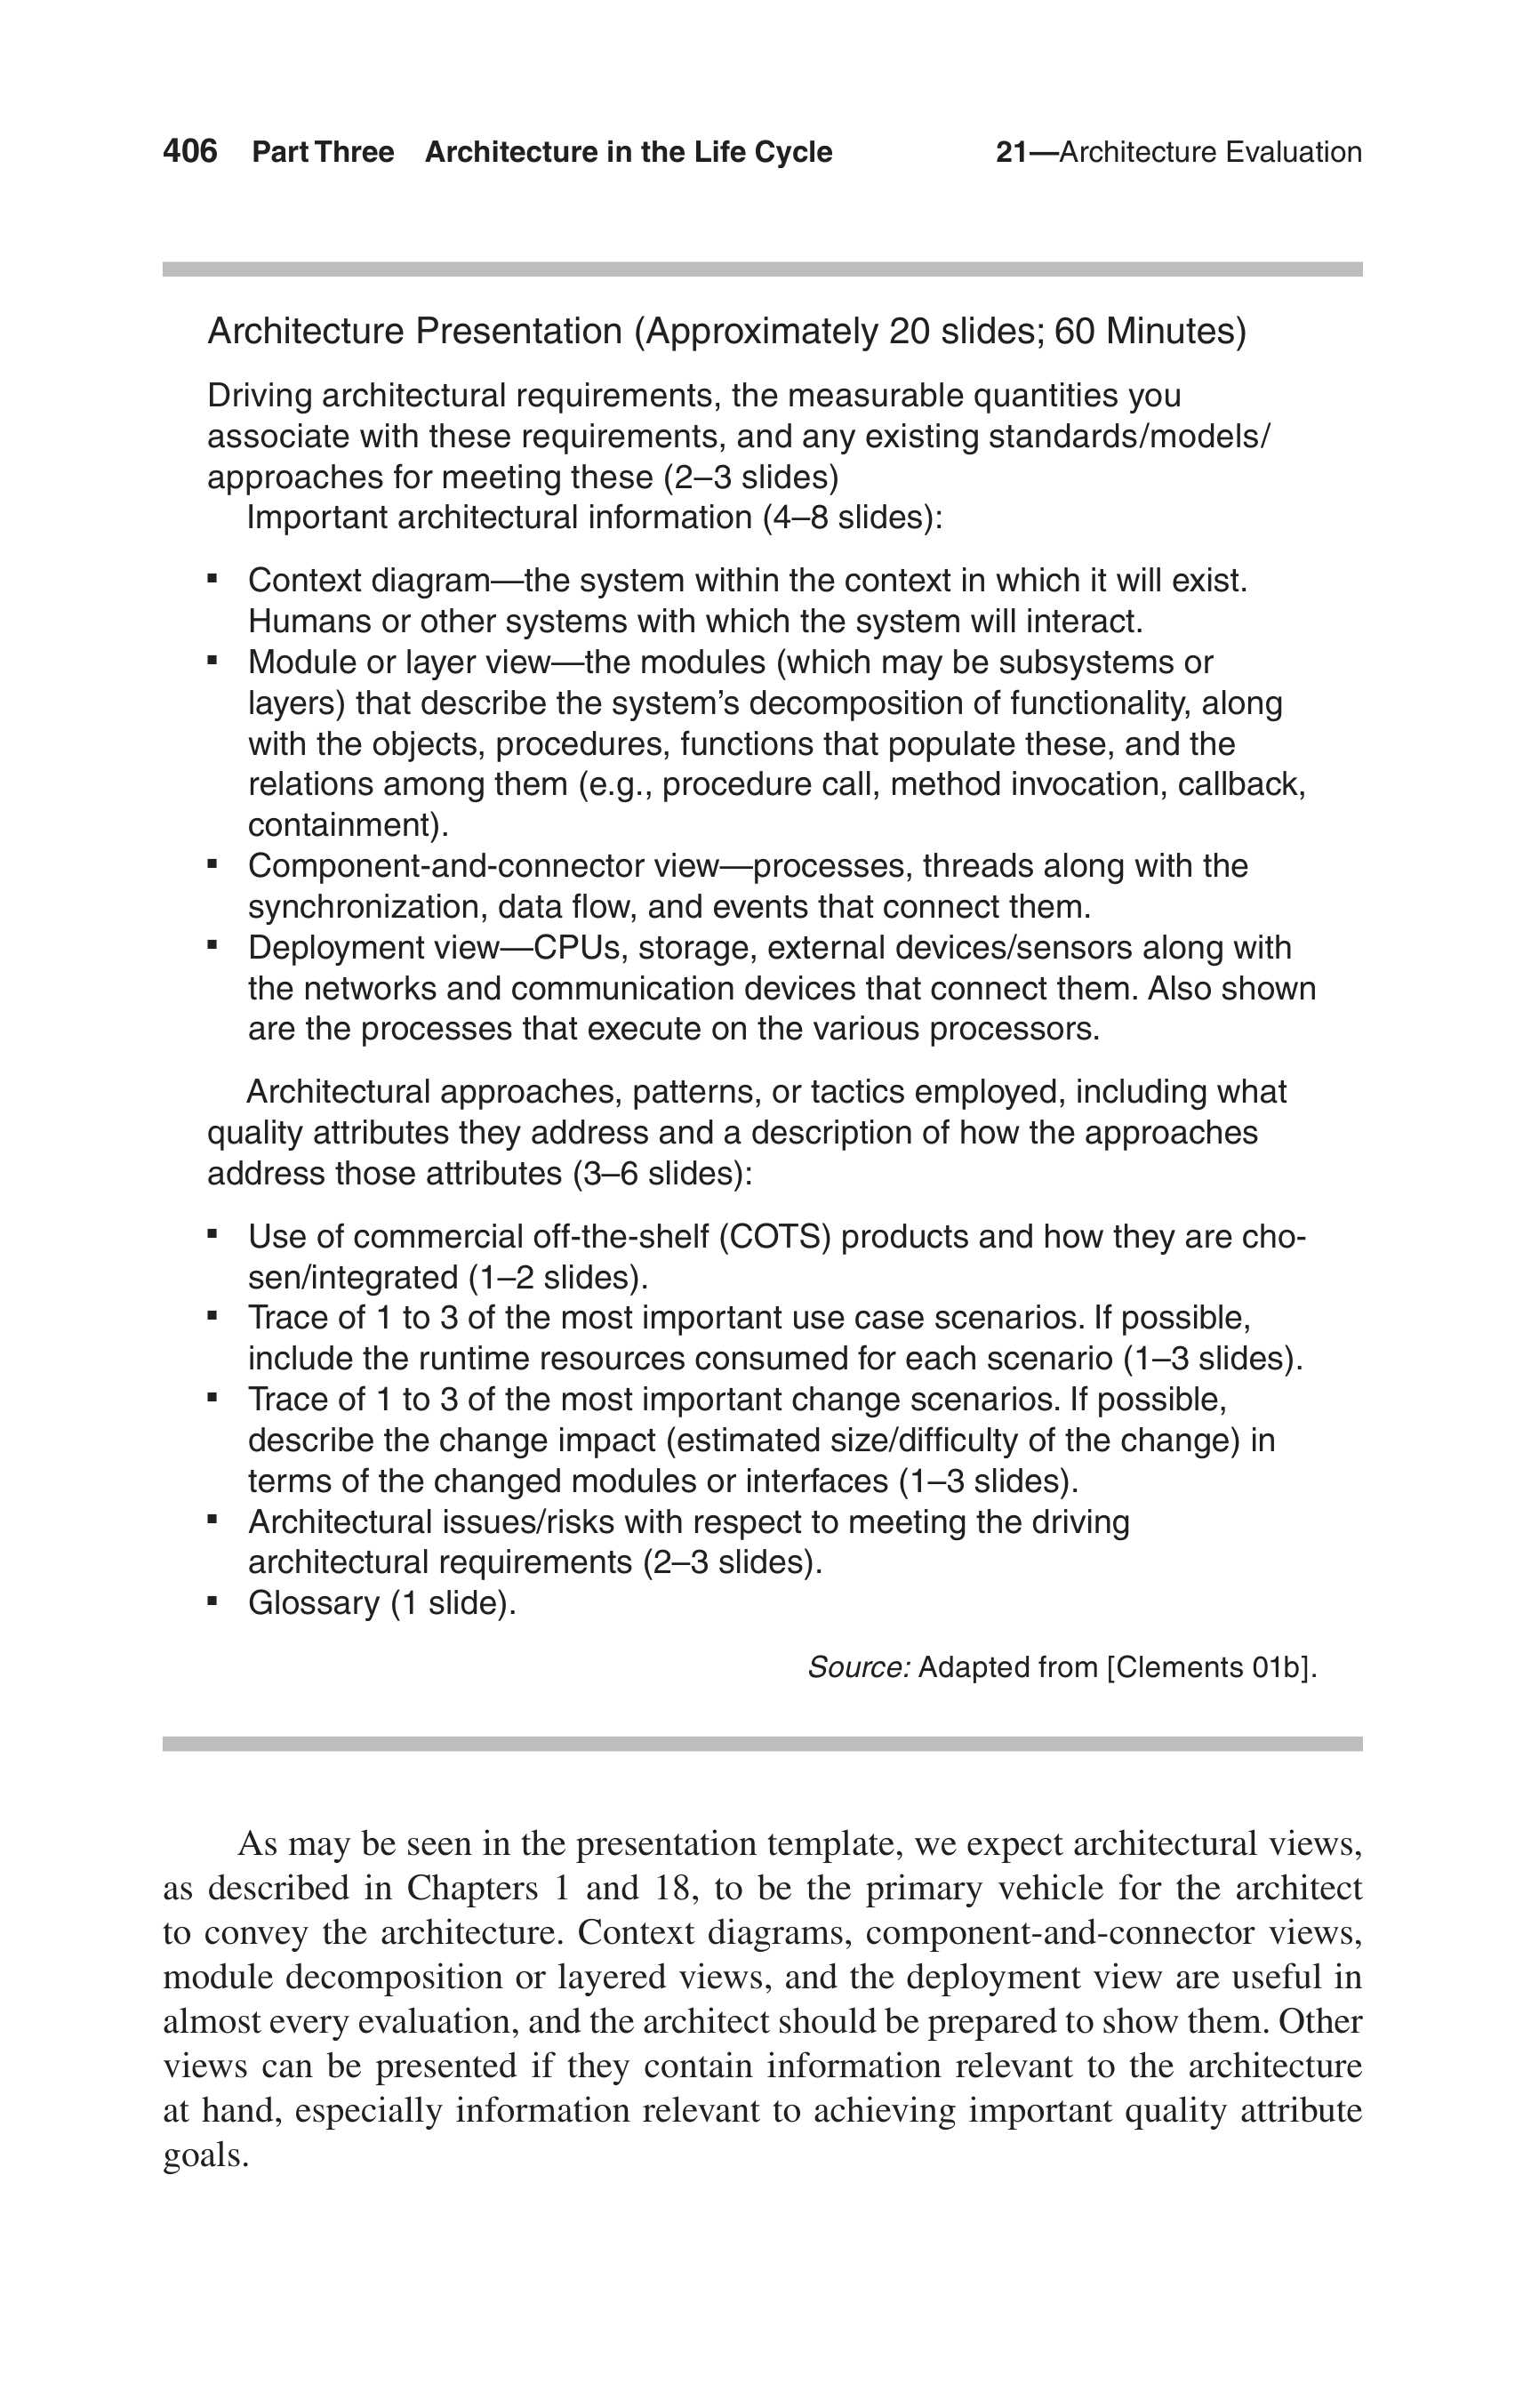 406 Part Three Architecture in the Life Cycle 21—Architecture Evaluation
Architecture Presentation (Approximately 20 slides; 60 Minutes)
Driving architectural requirements, the measurable quantities you
associate with these requirements, and any existing standards/models/
approaches for meeting these (2–3 slides)
Important architectural information (4–8 slides):
▪ Context diagram—the system within the context in which it will exist.
Humans or other systems with which the system will interact.
▪ Module or layer view—the modules (which may be subsystems or
layers) that describe the system’s decomposition of functionality, along
with the objects, procedures, functions that populate these, and the
relations among them (e.g., procedure call, method invocation, callback,
containment).
▪ Component-and-connector view—processes, threads along with the
synchronization, data flow, and events that connect them.
▪ Deployment view—CPUs, storage, external devices/sensors along with
the networks and communication devices that connect them. Also shown
are the processes that execute on the various processors.
Architectural approaches, patterns, or tactics employed, including what
quality attributes they address and a description of how the approaches
address those attributes (3–6 slides):
▪ Use of commercial off-the-shelf (COTS) products and how they are cho-
sen/integrated (1–2 slides).
▪ Trace of 1 to 3 of the most important use case scenarios. If possible,
include the runtime resources consumed for each scenario (1–3 slides).
▪ Trace of 1 to 3 of the most important change scenarios. If possible,
describe the change impact (estimated size/difficulty of the change) in
terms of the changed modules or interfaces (1–3 slides).
▪ Architectural issues/risks with respect to meeting the driving
architectural requirements (2–3 slides).
▪ Glossary (1 slide).
Source: Adapted from [Clements 01b].
As may be seen in the presentation template, we expect architectural views,
as described in Chapters 1 and 18, to be the primary vehicle for the architect
to convey the architecture. Context diagrams, component-and-connector views,
module decomposition or layered views, and the deployment view are useful in
almost every evaluation, and the architect should be prepared to show them. Other
views can be presented if they contain information relevant to the architecture
at hand, especially information relevant to achieving important quality attribute
goals.